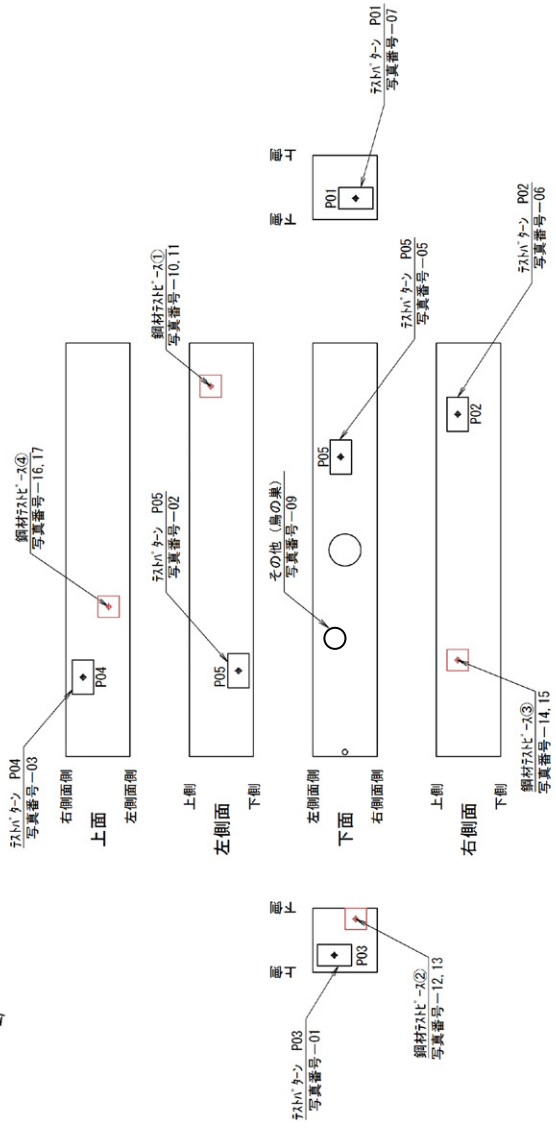 テストパターン P04
写真番号－03
鋼材テストピース④
写真番号－16,17
右側面側
上面
左側面側
P04
テストパターン P05
写真番号－02
鋼材テストピース①
写真番号－10,11
上側
左側面
下側
P05
その他（鳥の巣）
写真番号－09
テストパターン P05
写真番号－05
左側面側
下面
右側面側
P05
上側
右側面
下側
P02
テストパターン P02
写真番号－06
鋼材テストピース③
写真番号－14,15
上側
下側
P01
テストパターン P01
写真番号－07
上側
下側
P03
テストパターン P03
写真番号－01
鋼材テストピース②
写真番号－12,13